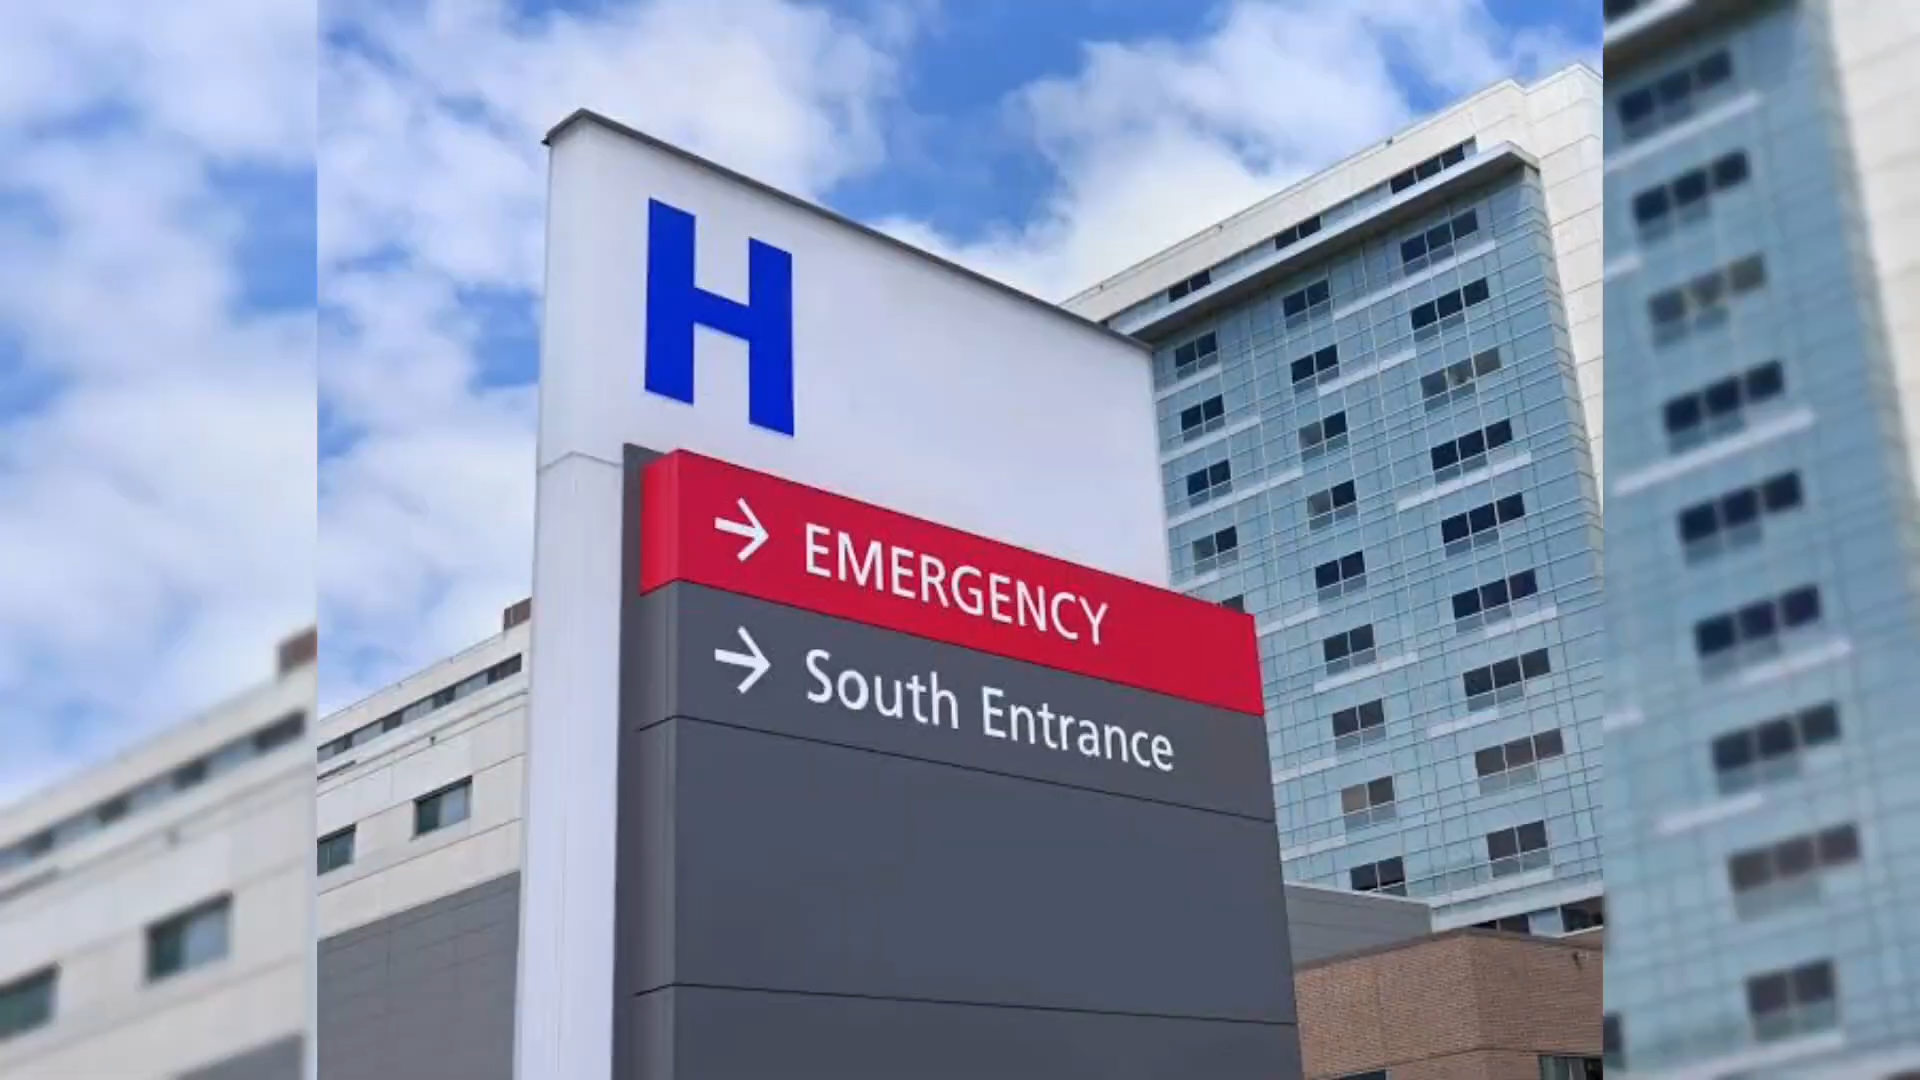 H
→ EMERGENCY
→ South Entrance